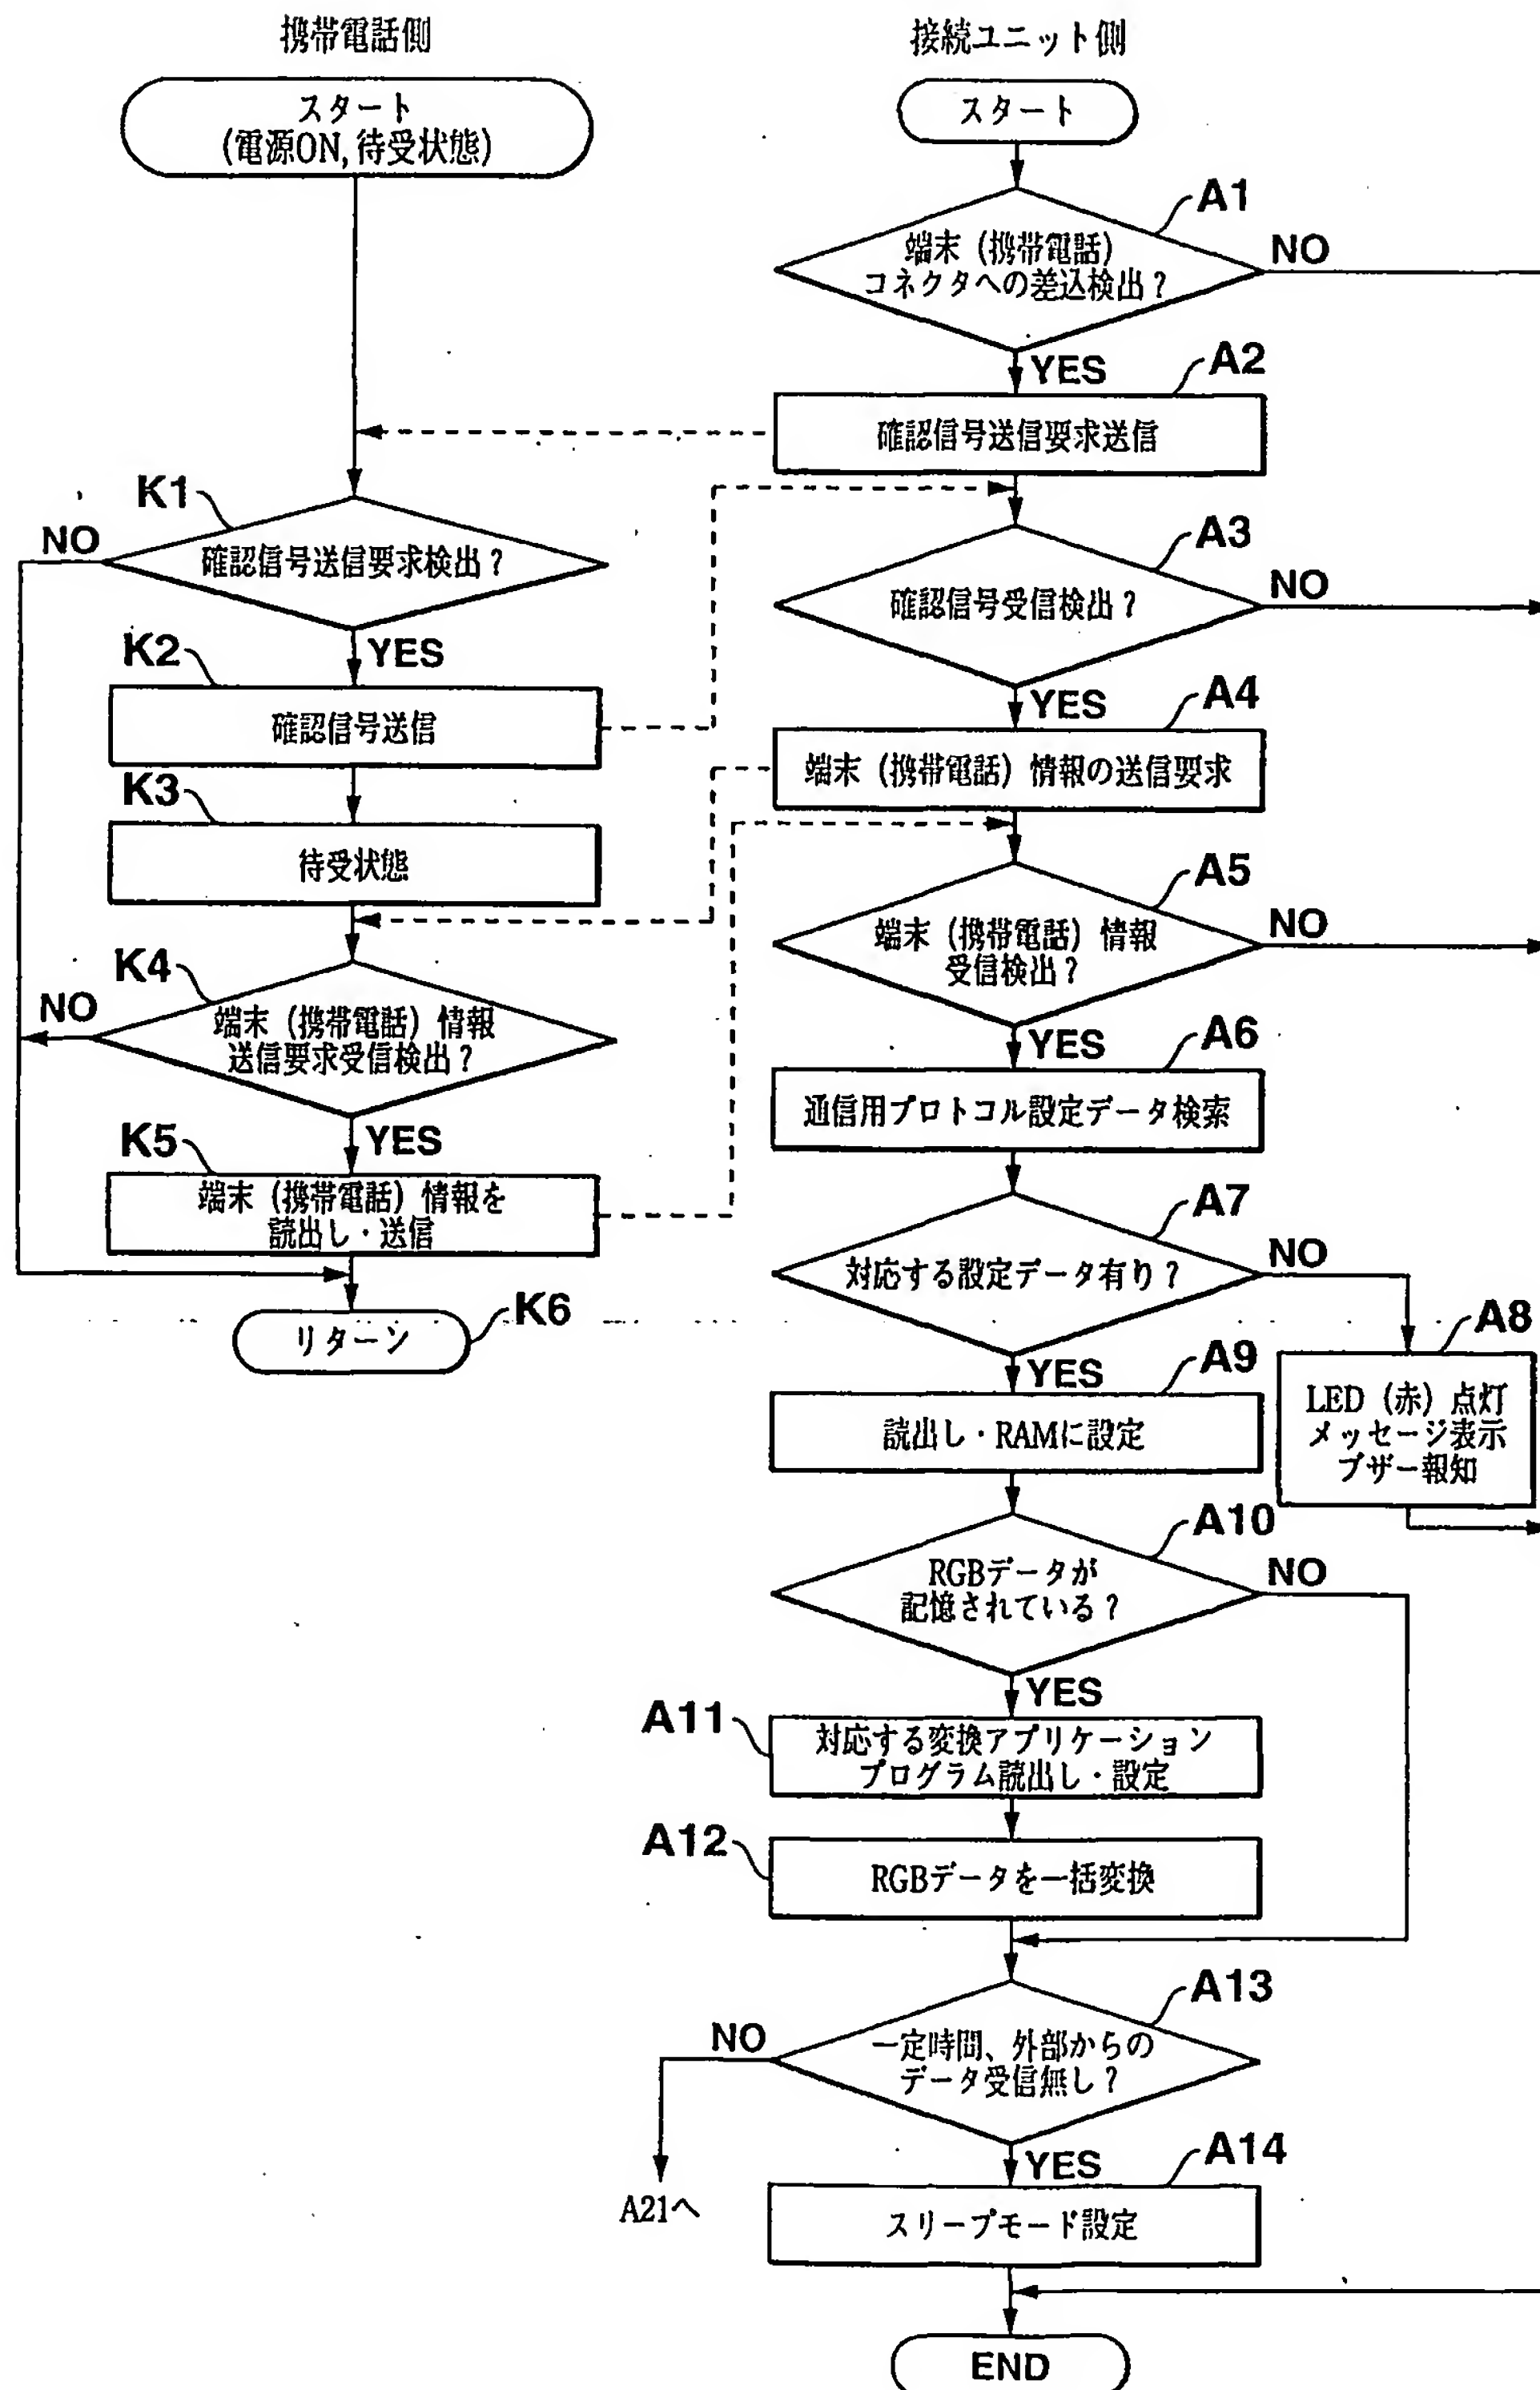 携帯電話側
スタート
(電源ON, 待受状態)
K1
確認信号送信要求検出？
NO
YES
K2
確認信号送信
K3
待受状態
K4
端末（携帯電話）情報
送信要求受信検出？
NO
YES
K5
端末（携帯電話）情報を
読出し・送信
リターン
K6
接続ユニット側
スタート
A1
端末（携帯電話）
コネクタへの差込検出？
NO
YES
A2
確認信号送信要求送信
A3
確認信号受信検出？
NO
YES
A4
端末（携帯電話）情報の送信要求
A5
端末（携帯電話）情報
受信検出？
NO
YES
A6
通信用プロトコル設定データ検索
A7
対応する設定データ有り？
NO
YES
A8
LED（赤）点灯
メッセージ表示
ブザー報知
A9
読出し・RAMに設定
A10
RGBデータが
記憶されている？
NO
YES
A11
対応する変換アプリケーション
プログラム読出し・設定
A12
RGBデータを一括変換
A13
一定時間、外部からの
データ受信無し？
NO
A21へ
YES
A14
スリープモード設定
END